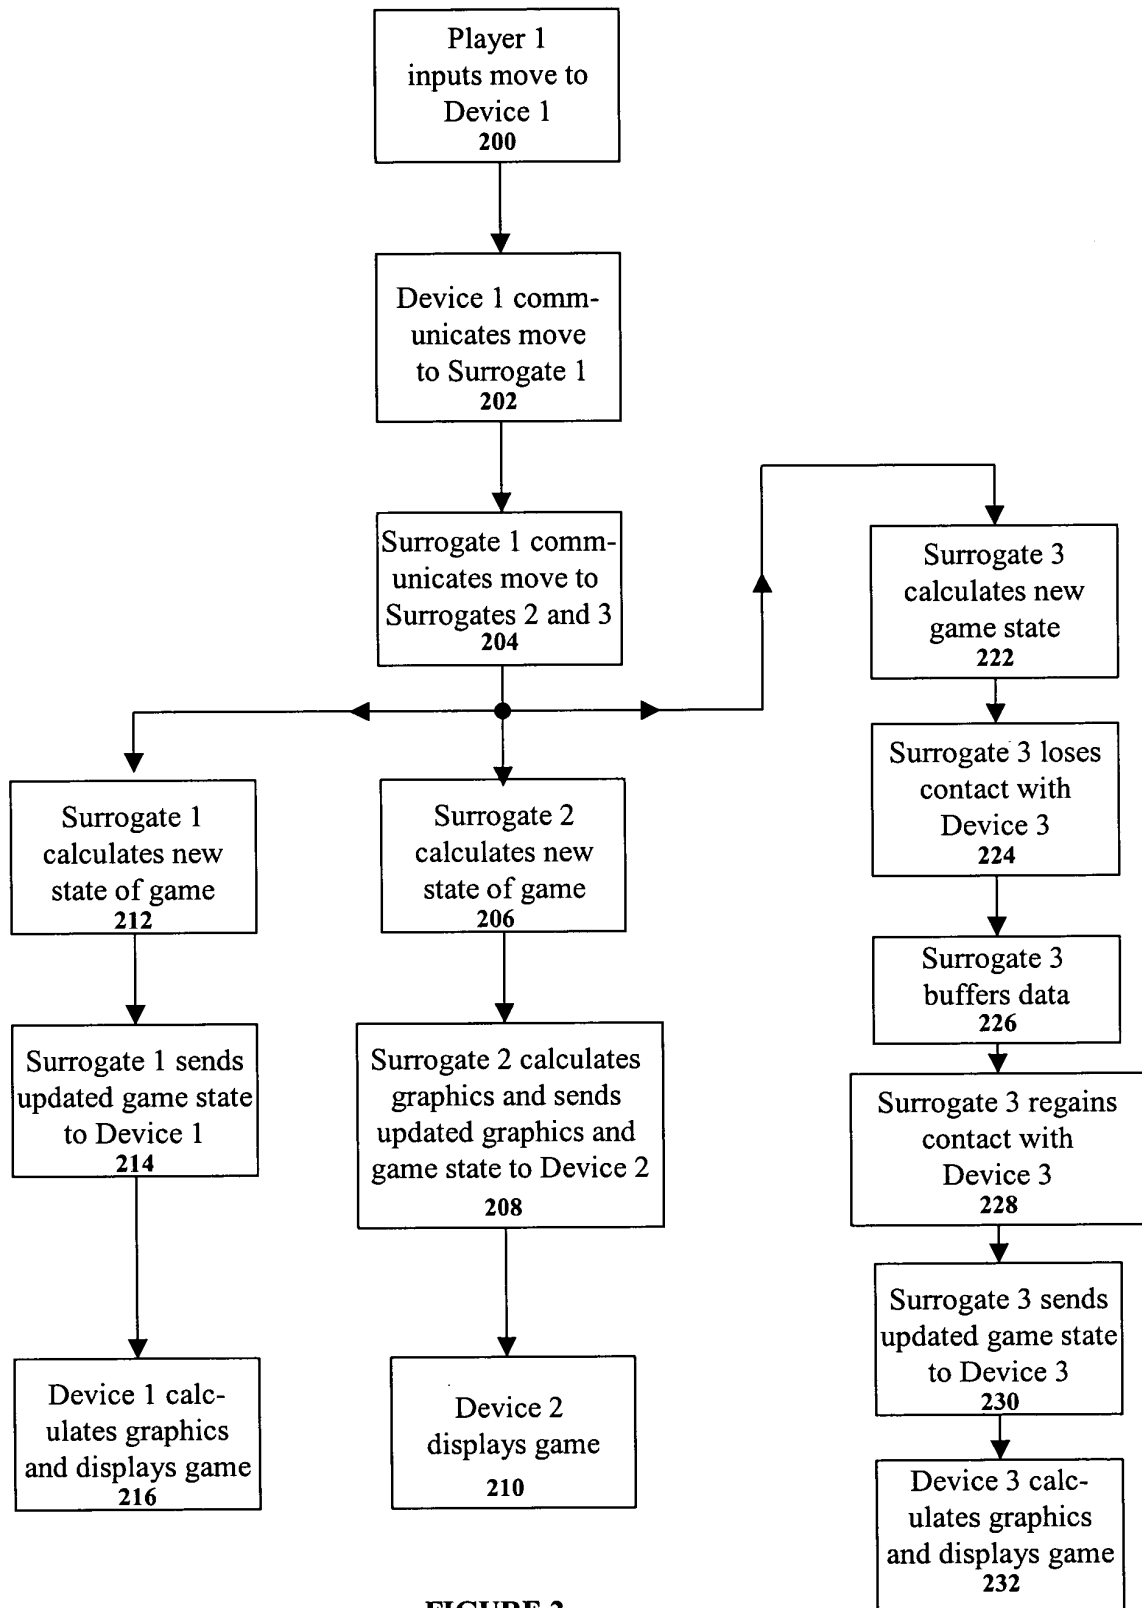 Player 1
inputs move to
Device 1
200
Device 1 comm-
unicates move
to Surrogate 1
202
Surrogate 1 comm-
unicates move to
Surrogates 2 and 3
204
Surrogate 1
calculates new
state of game
212
Surrogate 1 sends
updated game state
to Device 1
214
Device 1 calc-
ulates graphics
and displays game
216
Surrogate 2
calculates new
state of game
206
Surrogate 2 calculates
graphics and sends
updated graphics and
game state to Device 2
208
Device 2
displays game
210
Surrogate 3
calculates new
game state
222
Surrogate 3 loses
contact with
Device 3
224
Surrogate 3
buffers data
226
Surrogate 3 regains
contact with
Device 3
228
Surrogate 3 sends
updated game state
to Device 3
230
Device 3 calc-
ulates graphics
and displays game
232
FIGURE